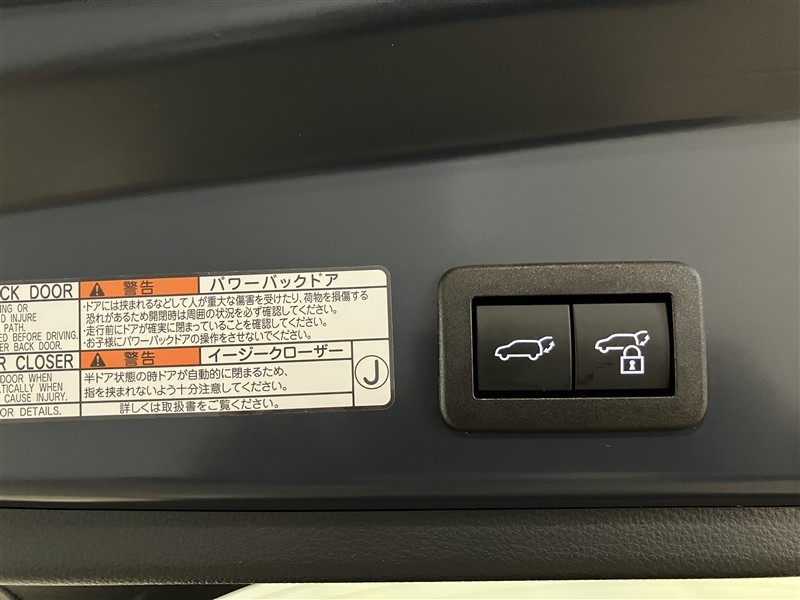 CK DOOR
NG OR
D INJURE
PATH.
ED BEFORE DRIVING.
ER BACK DOOR.
R CLOSER
DOOR WHEN
ATICALLY WHEN
CAUSE INJURY.
OR DETAILS.
警告 パワーバックドア
・ドアには挟まれるなどして人が重大な傷害を受けたり、荷物を損傷する
恐れがあるため開閉時は周囲の状況を必ず確認してください。
・走行前にドアが確実に閉まっていることを確認してください。
・お子様にパワーバックドアの操作をさせないでください。
警告 イージークローザー
半ドア状態の時ドアが自動的に閉まるため、
指を挟まれないよう十分注意してください。
詳しくは取扱書をご覧ください。
J